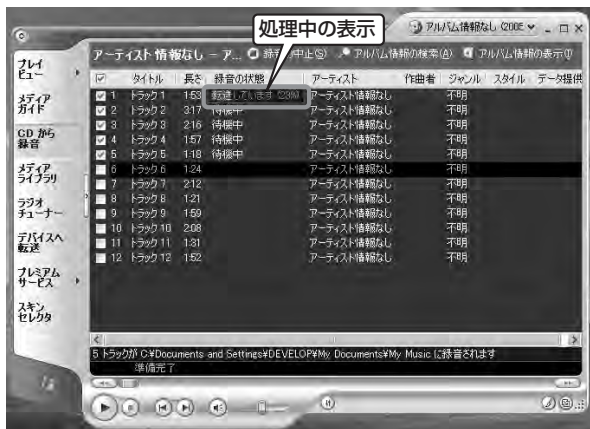 処理中の表示
アルバム情報なし (200E
アーティスト情報なし - ア... 録音の中止(S) アルバム情報の検索(A) アルバム情報の表示(I)
プレイ
ビュー
メディア
ガイド
CD から
録音
メディア
ライブラリ
ラジオ
チューナー
デバイスへ
転送
プレミアム
サービス
スキン
セレクタ
タイトル 長さ 録音の状態 アーティスト 作曲者 ジャンル スタイル データ提供
1 トラック 1 1:53 転送しています (23%) アーティスト情報なし 不明
2 トラック 2 3:17 待機中 アーティスト情報なし 不明
3 トラック 3 2:16 待機中 アーティスト情報なし 不明
4 トラック 4 1:57 待機中 アーティスト情報なし 不明
5 トラック 5 1:18 待機中 アーティスト情報なし 不明
6 トラック 6 1:24
7 トラック 7 2:12 アーティスト情報なし 不明
8 トラック 8 1:21 アーティスト情報なし 不明
9 トラック 9 1:59 アーティスト情報なし 不明
10 トラック 10 2:08 アーティスト情報なし 不明
11 トラック 11 1:31 アーティスト情報なし 不明
12 トラック 12 1:52 アーティスト情報なし 不明
5 トラックが C:¥Documents and Settings¥DEVELOP¥My Documents¥My Music に録音されます
準備完了